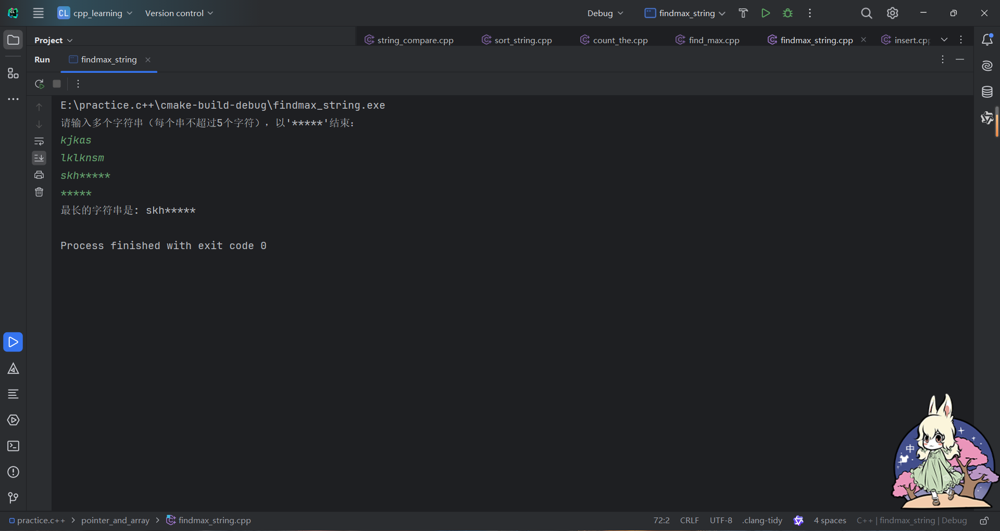 CL cpp_learning Version control Debug findmax_string
Project string_compare.cpp sort_string.cpp count_the.cpp find_max.cpp findmax_string.cpp insert.cpp
Run findmax_string
E:\practice.c++\cmake-build-debug\findmax_string.exe
请输入多个字符串（每个串不超过5个字符），以'*****'结束：
kjkas
lklknsm
skh*****
*****
最长的字符串是: skh*****
Process finished with exit code 0
中
practice.c++ > pointer_and_array > findmax_string.cpp 72:2 CRLF UTF-8 .clang-tidy 4 spaces C++ | findmax_string | Debug